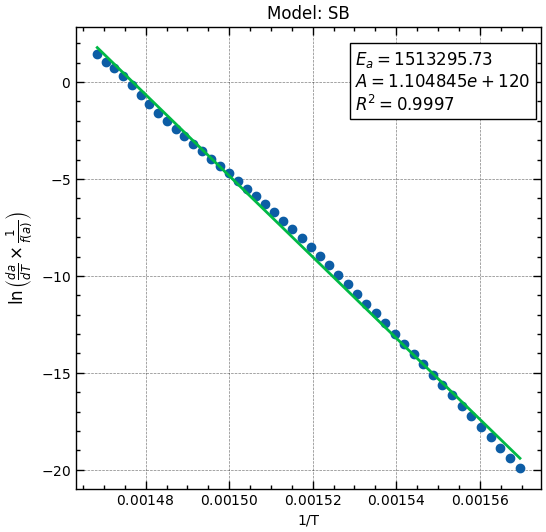 Model: SB
E_a = 1513295.73
A = 1.104845e + 120
R^2 = 0.9997
ln(da/dT × 1/f(a))
0
−5
−10
−15
−20
0.00148 0.00150 0.00152 0.00154 0.00156
1/T